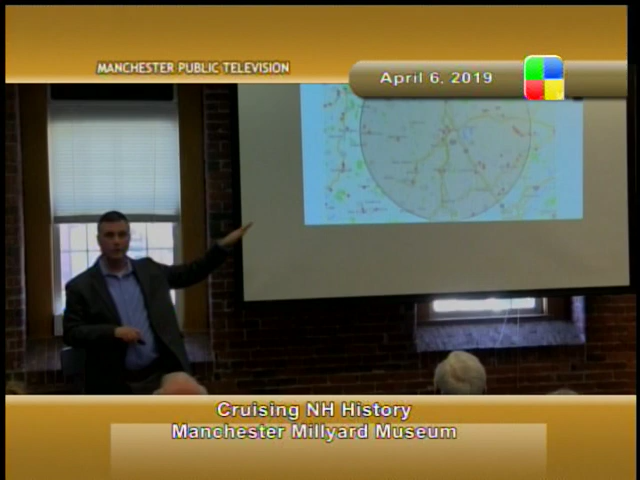 MANCHESTER PUBLIC TELEVISION
April 6, 2019
Cruising NH History
Manchester Millyard Museum